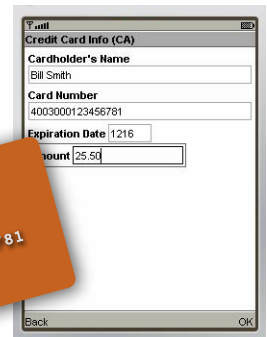 Credit Card Info (CA)
Cardholder's Name
Bill Smith
Card Number
4003000123456781
Expiration Date 1216
mount 25.50
781
Back OK